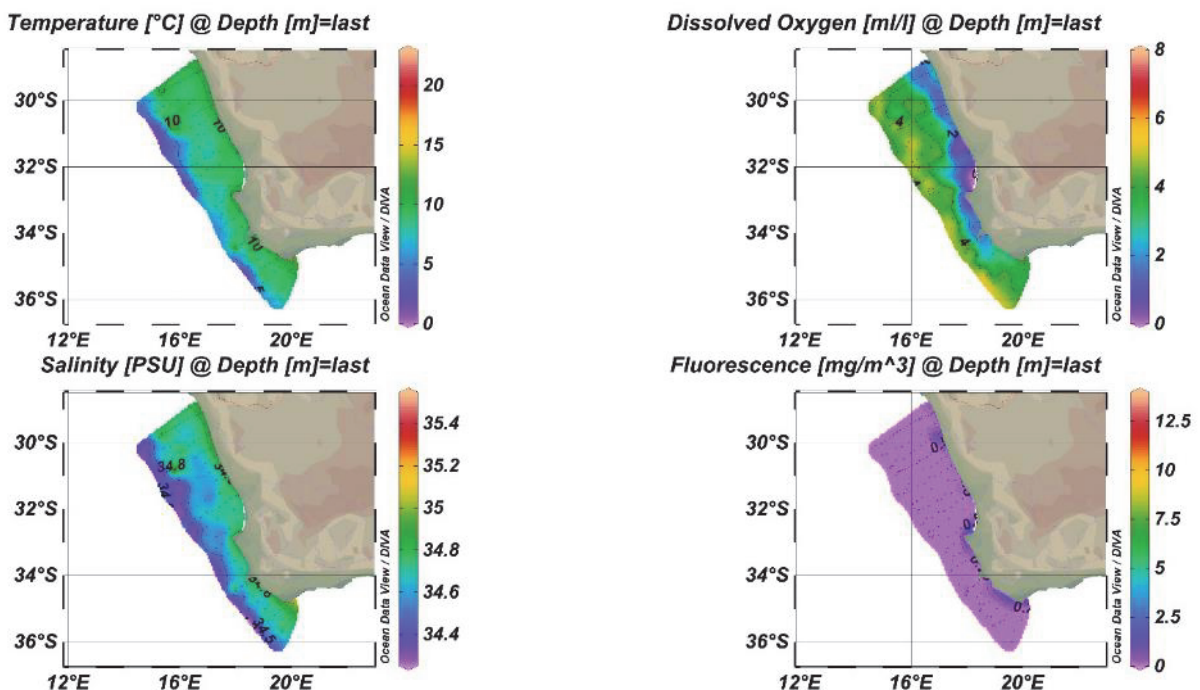 Temperature [°C] @ Depth [m]=last
30°S
32°S
34°S
36°S
12°E
16°E
20°E
20
15
10
5
0
10
10
10
5
Ocean Data View / DIVA
Dissolved Oxygen [ml/l] @ Depth [m]=last
30°S
32°S
34°S
36°S
12°E
16°E
20°E
8
6
4
2
0
4
2
4
4
Ocean Data View / DIVA
Salinity [PSU] @ Depth [m]=last
30°S
32°S
34°S
36°S
12°E
16°E
20°E
35.4
35.2
35
34.8
34.6
34.4
34.8
34.5
Ocean Data View / DIVA
Fluorescence [mg/m^3] @ Depth [m]=last
30°S
32°S
34°S
36°S
12°E
16°E
20°E
12.5
10
7.5
5
2.5
0
Ocean Data View / DIVA